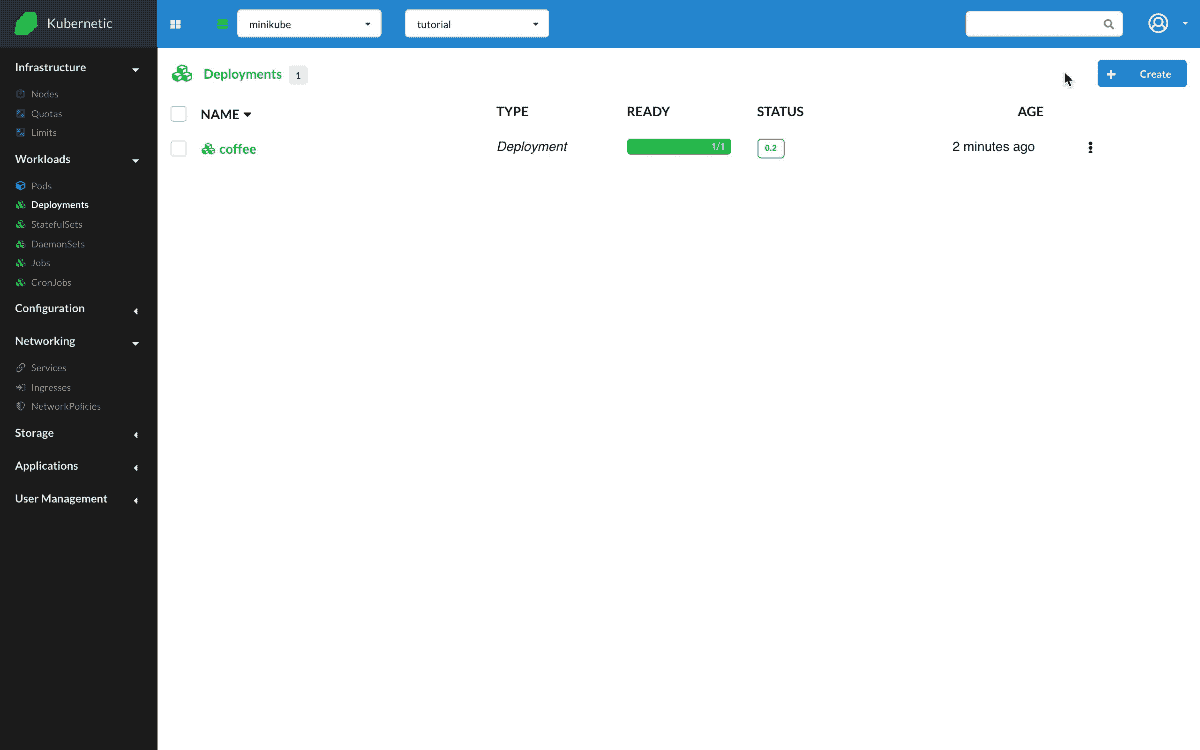 Kubernetic
minikube
tutorial
Infrastructure
Nodes
Quotas
Limits
Workloads
Pods
Deployments
StatefulSets
DaemonSets
Jobs
CronJobs
Configuration
Networking
Services
Ingresses
NetworkPolicies
Storage
Applications
User Management
Deployments 1
+ Create
NAME TYPE READY STATUS AGE
coffee Deployment 1/1 0.2 2 minutes ago